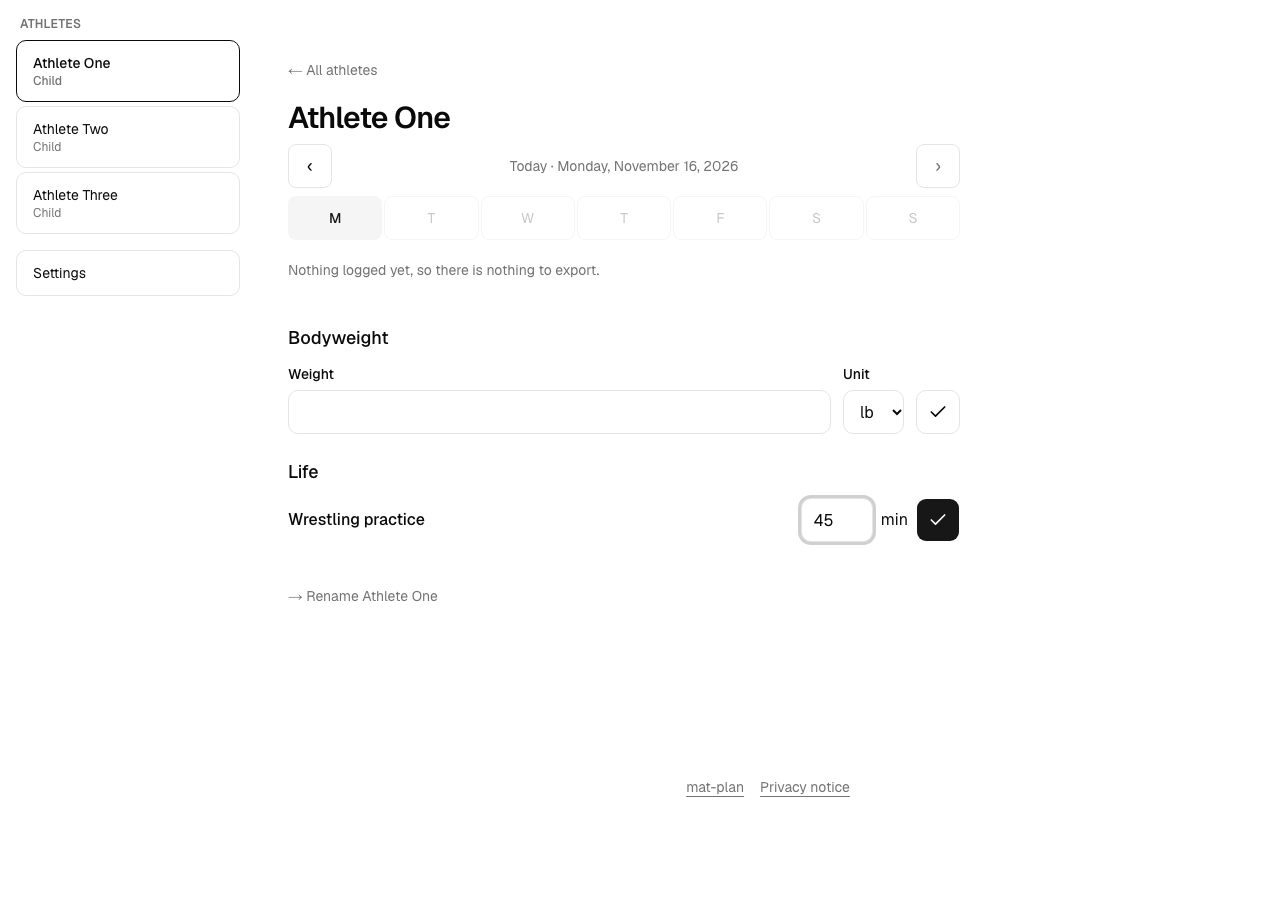 ATHLETES
Athlete One
Child
Athlete Two
Child
Athlete Three
Child
Settings
← All athletes
Athlete One
‹ Today · Monday, November 16, 2026 ›
M T W T F S S
Nothing logged yet, so there is nothing to export.
Bodyweight
Weight Unit
lb
Life
Wrestling practice 45 min
→ Rename Athlete One
mat-plan Privacy notice